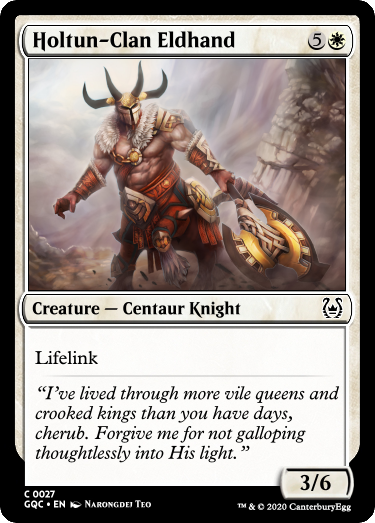 Holtun-Clan Eldhand 5
Creature — Centaur Knight
Lifelink
“I’ve lived through more vile queens and
crooked kings than you have days,
cherub. Forgive me for not galloping
thoughtlessly into His light.”
3/6
C 0027
GQC • EN Narongdej Teo
™ & © 2020 CanterburyEgg